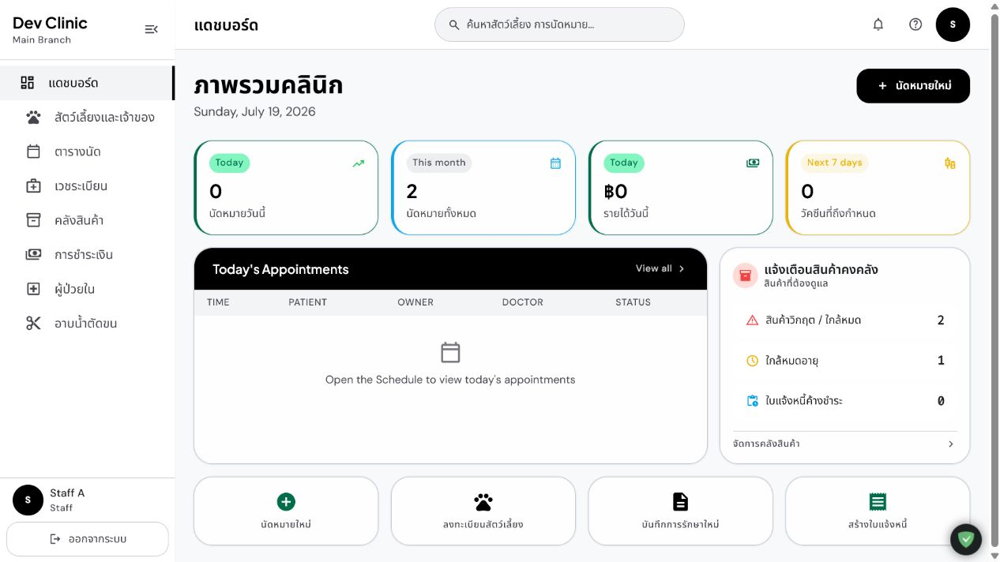 Dev Clinic
Main Branch
แดชบอร์ด
สัตว์เลี้ยงและเจ้าของ
ตารางนัด
เวชระเบียน
คลังสินค้า
การชำระเงิน
ผู้ป่วยใน
อาบน้ำตัดขน
S
Staff A
Staff
ออกจากระบบ
แดชบอร์ด
ค้นหาสัตว์เลี้ยง การนัดหมาย...
S
ภาพรวมคลินิก
Sunday, July 19, 2026
+ นัดหมายใหม่
Today
0
นัดหมายวันนี้
This month
2
นัดหมายทั้งหมด
Today
฿0
รายได้วันนี้
Next 7 days
0
วัคซีนที่ถึงกำหนด
Today's Appointments
View all
TIME PATIENT OWNER DOCTOR STATUS
Open the Schedule to view today's appointments
แจ้งเตือนสินค้าคงคลัง
สินค้าที่ต้องดูแล
สินค้าวิกฤต / ใกล้หมด 2
ใกล้หมดอายุ 1
ใบแจ้งหนี้ค้างชำระ 0
จัดการคลังสินค้า
นัดหมายใหม่
ลงทะเบียนสัตว์เลี้ยง
บันทึกการรักษาใหม่
สร้างใบแจ้งหนี้